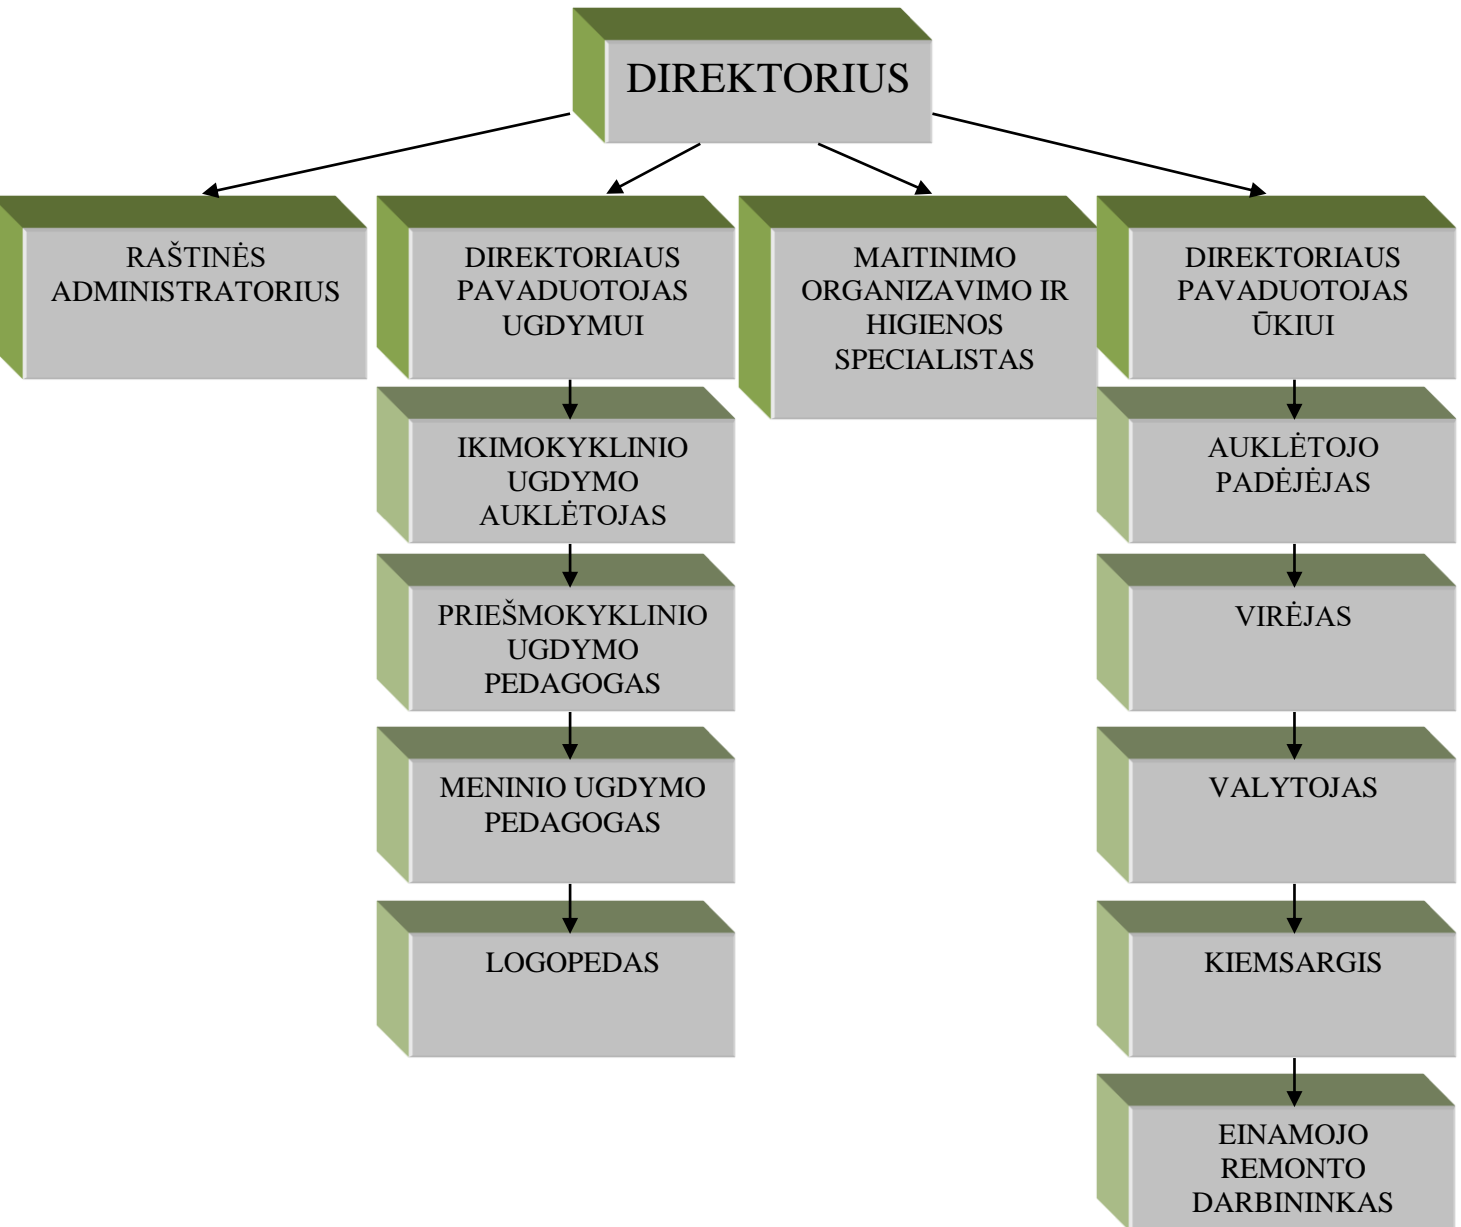 DIREKTORIUS
RAŠTINĖS
ADMINISTRATORIUS
DIREKTORIAUS
PAVADUOTOJAS
UGDYMUI
MAITINIMO
ORGANIZAVIMO IR
HIGIENOS
SPECIALISTAS
DIREKTORIAUS
PAVADUOTOJAS
ŪKIUI
IKIMOKYKLINIO
UGDYMO
AUKLĖTOJAS
AUKLĖTOJO
PADĖJĖJAS
PRIEŠMOKYKLINIO
UGDYMO
PEDAGOGAS
VIRĖJAS
MENINIO UGDYMO
PEDAGOGAS
VALYTOJAS
LOGOPEDAS
KIEMSARGIS
EINAMOJO
REMONTO
DARBININKAS